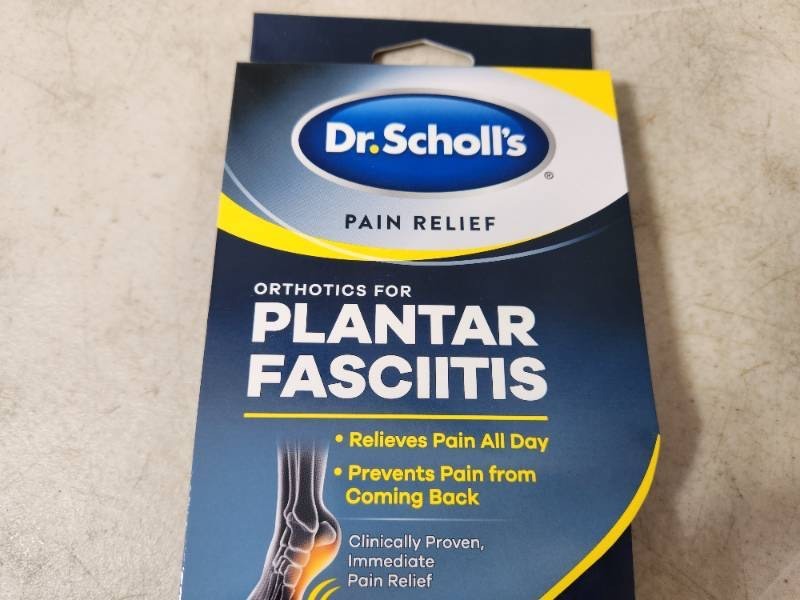 Dr.Scholl's
®
PAIN RELIEF
ORTHOTICS FOR
PLANTAR
FASCIITIS
• Relieves Pain All Day
• Prevents Pain from
Coming Back
Clinically Proven,
Immediate
Pain Relief